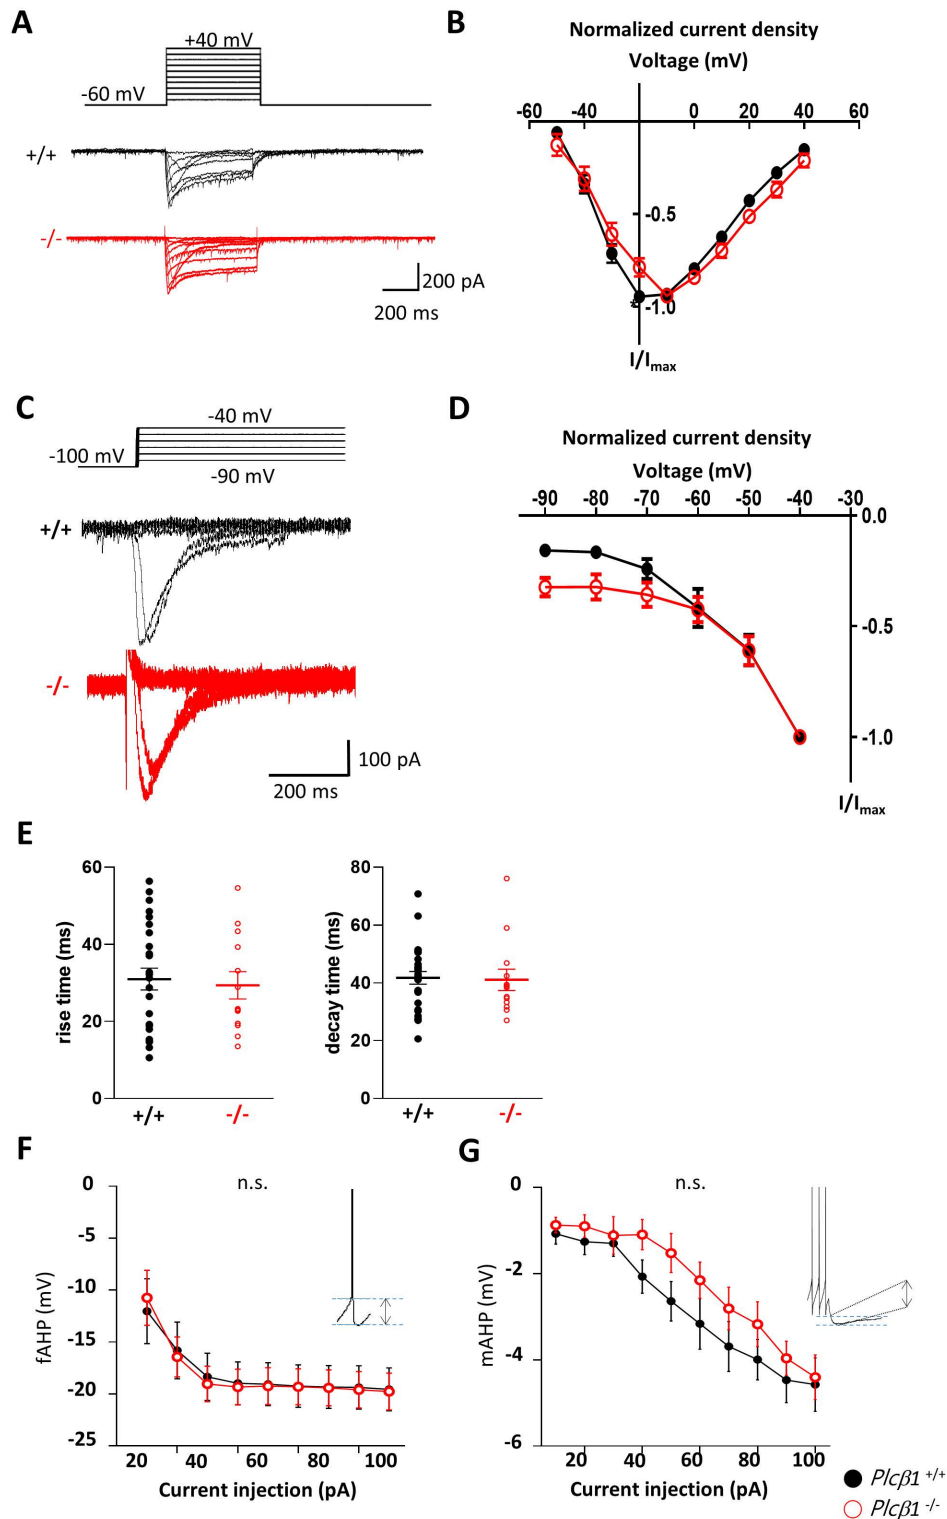 A
+40 mV
-60 mV
+/+
-/-
200 pA
200 ms
B
Normalized current density
Voltage (mV)
-60 -40 0 20 40 60
-0.5
-1.0
I/Imax
C
-40 mV
-100 mV
-90 mV
+/+
-/-
100 pA
200 ms
D
Normalized current density
Voltage (mV)
-90 -80 -70 -60 -50 -40 -30
0.0
-0.5
-1.0
I/Imax
E
60
40
20
0
rise time (ms)
+/+ -/-
80
60
40
20
0
decay time (ms)
+/+ -/-
F
n.s.
0
-5
-10
-15
-20
-25
fAHP (mV)
20 40 60 80 100
Current injection (pA)
G
n.s.
0
-2
-4
-6
mAHP (mV)
20 40 60 80 100
Current injection (pA)
Plcβ1 +/+
Plcβ1 -/-